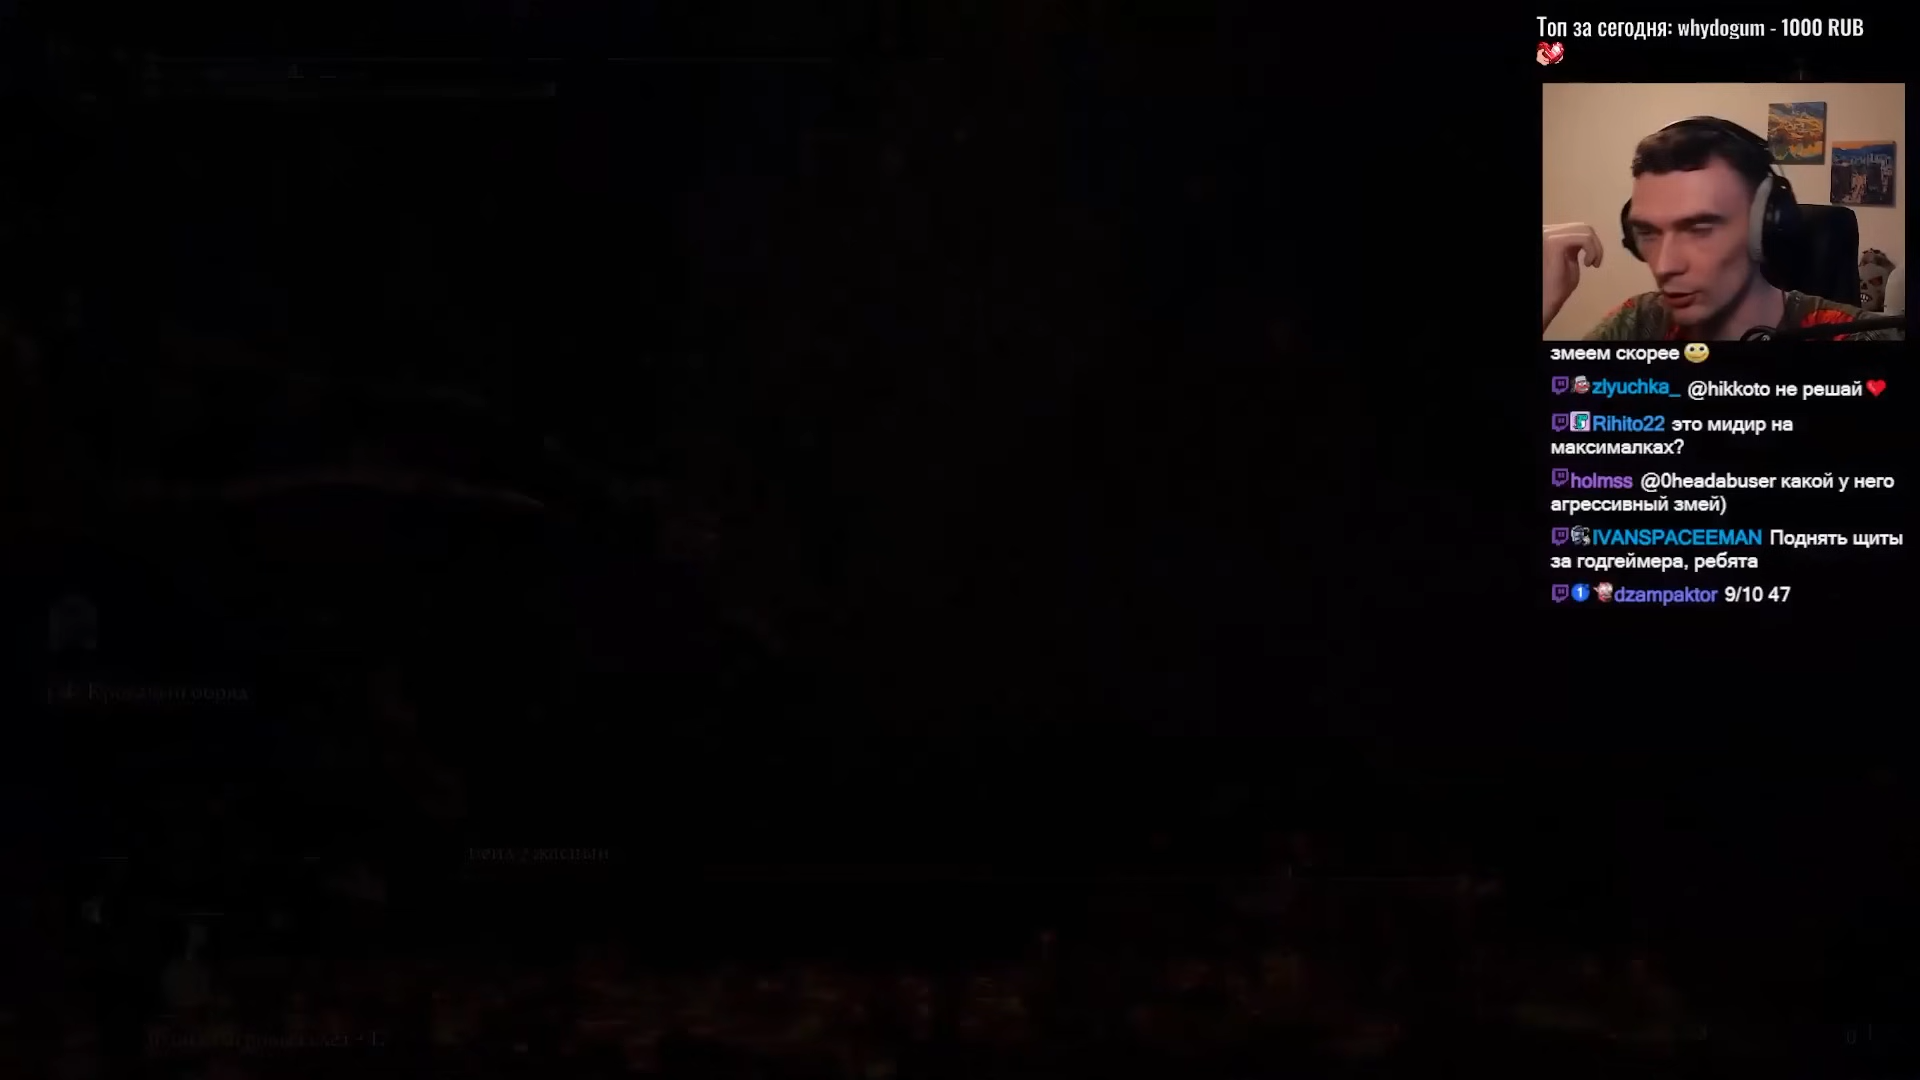 Топ за сегодня: whydogum - 1000 RUB
змеем скорее
zlyuchka_ @hikkoto не решай
Rihito22 это мидир на
максималках?
holmss @0headabuser какой у него
агрессивный змей)
IVANSPACEEMAN Поднять щиты
за годгеймера, ребята
1 dzampaktor 9/10 47